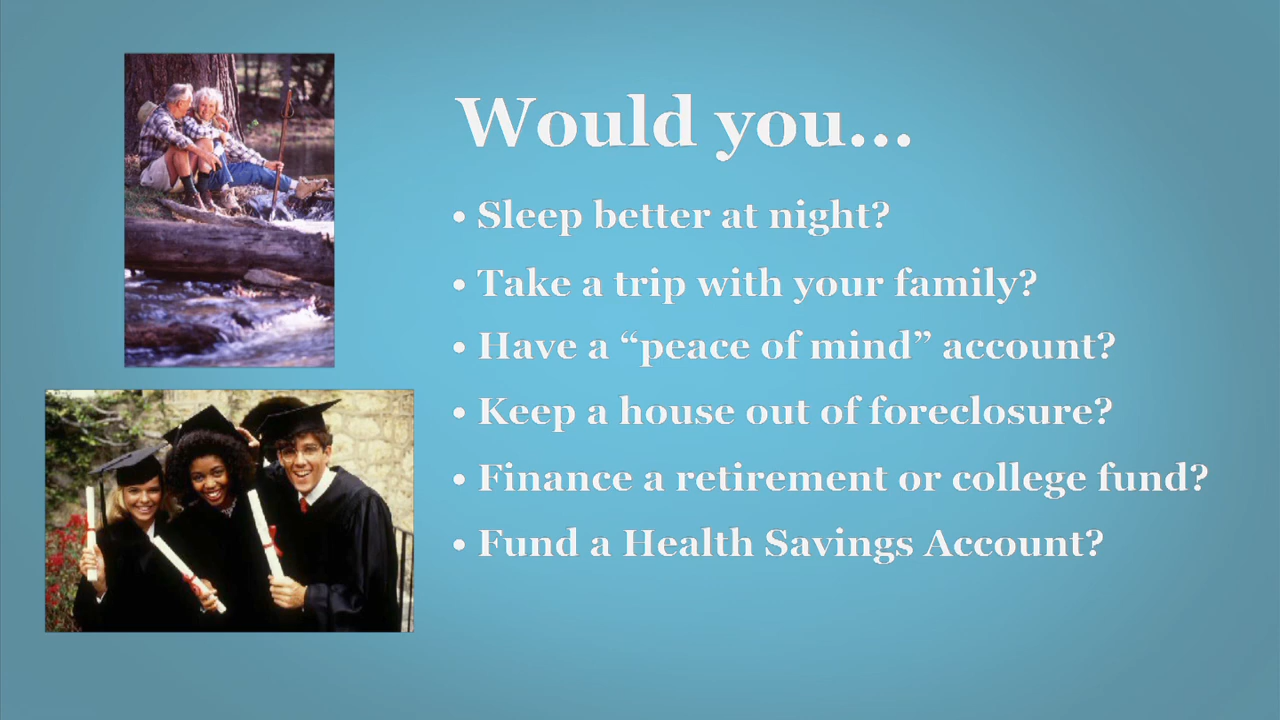 Would you...
• Sleep better at night?
• Take a trip with your family?
• Have a “peace of mind” account?
• Keep a house out of foreclosure?
• Finance a retirement or college fund?
• Fund a Health Savings Account?